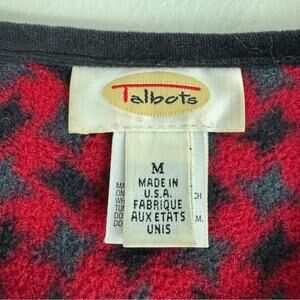 Talbots
M
MADE IN
U.S.A.
FABRIQUE
AUX ETATS
UNIS